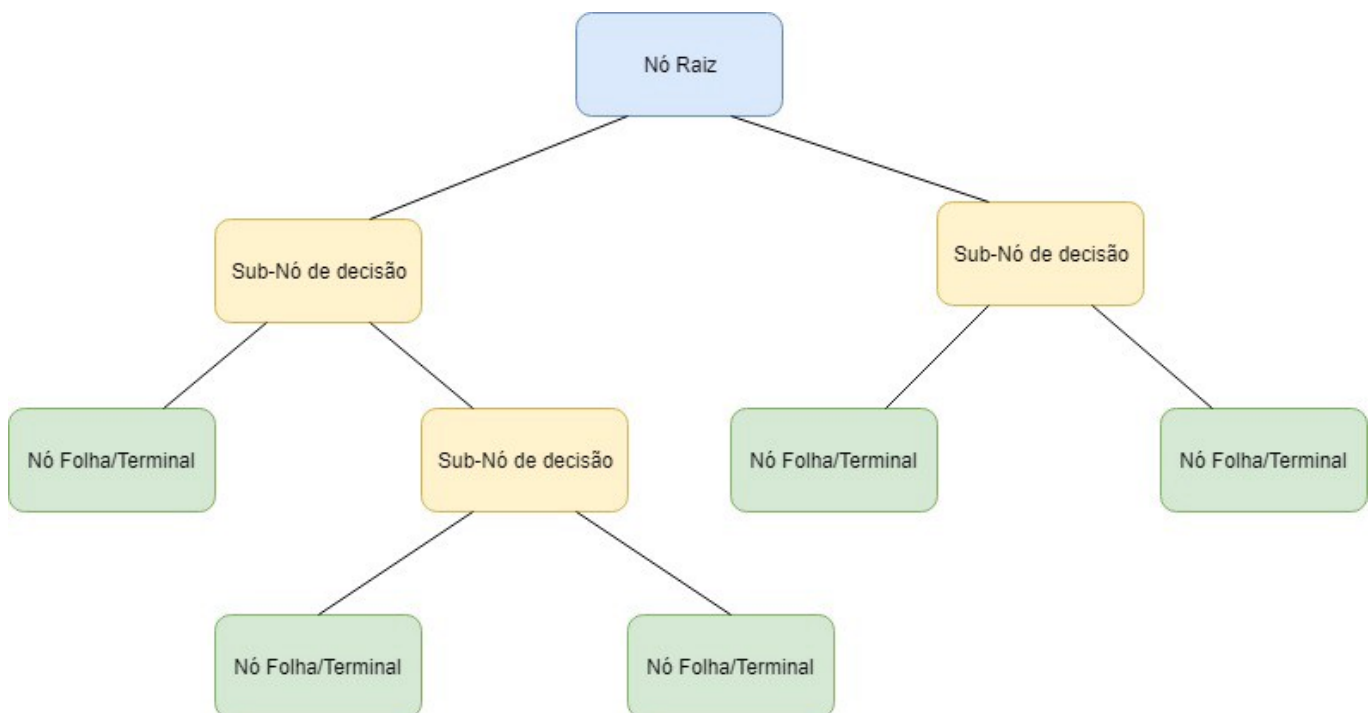 Nó Raiz
Sub-Nó de decisão
Sub-Nó de decisão
Nó Folha/Terminal
Sub-Nó de decisão
Nó Folha/Terminal
Nó Folha/Terminal
Nó Folha/Terminal
Nó Folha/Terminal